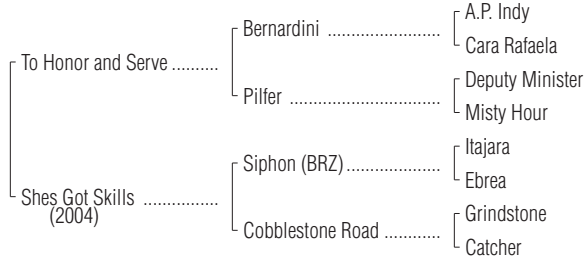 A.P. Indy
Bernardini ....................
Cara Rafaela
To Honor and Serve ..........
Deputy Minister
Pilfer ...........................
Misty Hour
Itajara
Siphon (BRZ).................
Ebrea
Shes Got Skills ................
(2004)
Grindstone
Cobblestone Road ............
Catcher